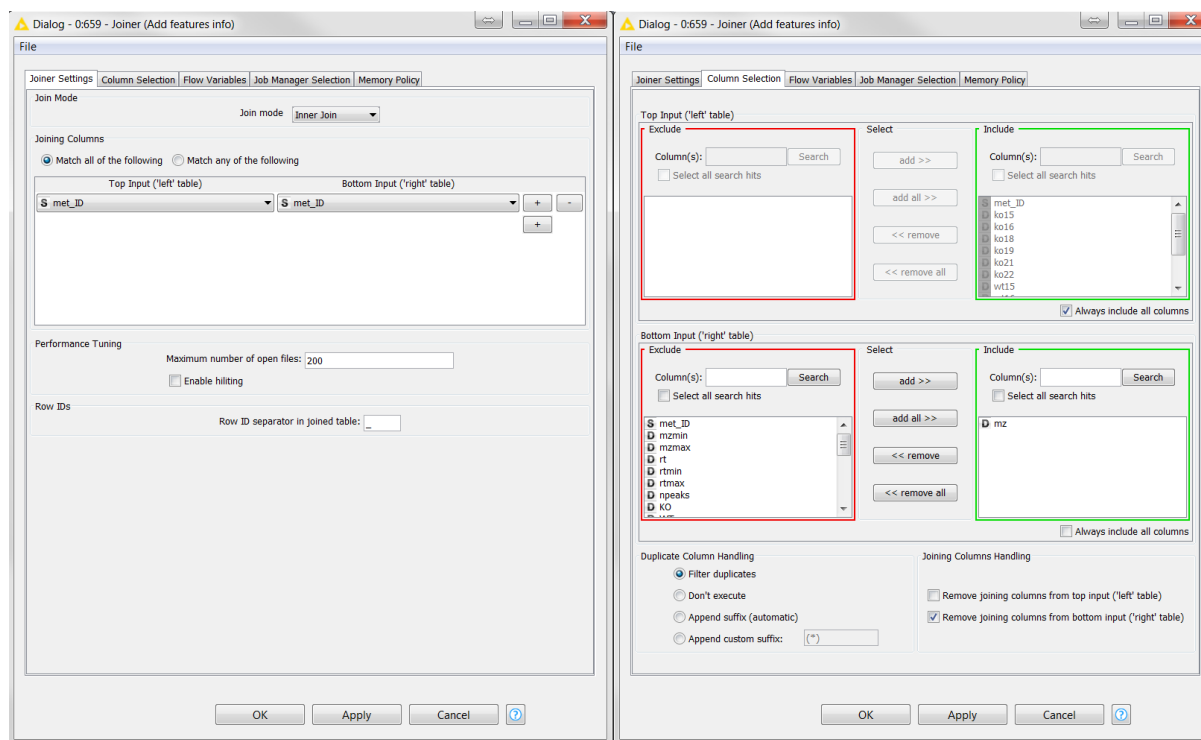 Dialog - 0:659 - Joiner (Add features info)
File
Joiner Settings Column Selection Flow Variables Job Manager Selection Memory Policy
Join Mode
Join mode Inner Join
Joining Columns
Match all of the following Match any of the following
Top Input ('left' table) Bottom Input ('right' table)
S met_ID S met_ID + -
+
Performance Tuning
Maximum number of open files: 200
Enable hiliting
Row IDs
Row ID separator in joined table: _
OK Apply Cancel ?
Dialog - 0:659 - Joiner (Add features info)
File
Joiner Settings Column Selection Flow Variables Job Manager Selection Memory Policy
Top Input ('left' table)
Exclude Select Include
Column(s): Search add >> Column(s): Search
Select all search hits Select all search hits
add all >>
<< remove
<< remove all
S met_ID
D ko15
D ko16
D ko18
D ko19
D ko21
D ko22
D wt15
Always include all columns
Bottom Input ('right' table)
Exclude Select Include
Column(s): Search add >> Column(s): Search
Select all search hits Select all search hits
add all >>
<< remove
<< remove all
S met_ID
D mzmin
D mzmax
D rt
D rtmin
D rtmax
D npeaks
D KO
D mz
Always include all columns
Duplicate Column Handling Joining Columns Handling
Filter duplicates
Don't execute Remove joining columns from top input ('left' table)
Append suffix (automatic) Remove joining columns from bottom input ('right' table)
Append custom suffix: (*)
OK Apply Cancel ?